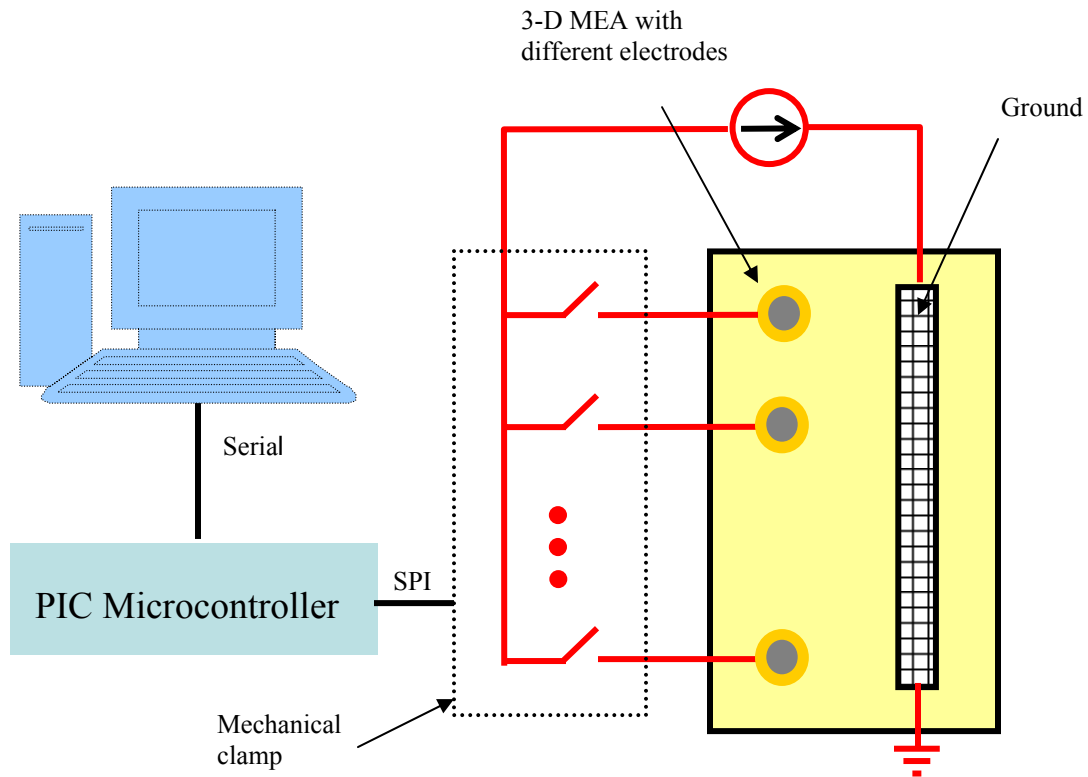 3-D MEA with
different electrodes
Ground
Serial
PIC Microcontroller
SPI
Mechanical
clamp